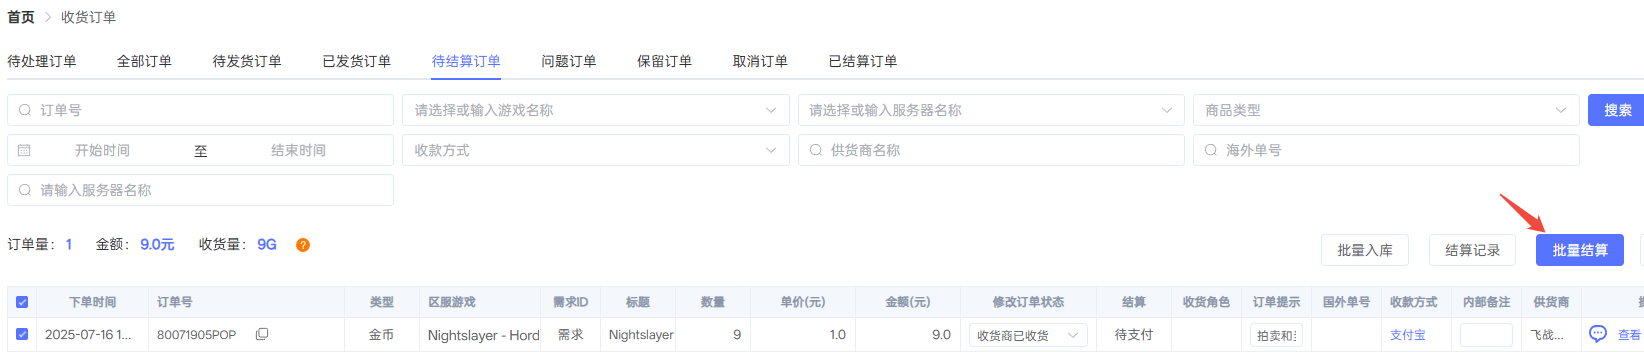 首页 > 收货订单
待处理订单 全部订单 待发货订单 已发货订单 待结算订单 问题订单 保留订单 取消订单 已结算订单
订单号 请选择或输入游戏名称 请选择或输入服务器名称 商品类型 搜索
开始时间 至 结束时间 收款方式 供货商名称 海外单号
请输入服务器名称
订单量： 1 金额： 9.0元 收货量： 9G ? 批量入库 结算记录 批量结算
下单时间 订单号 类型 区服游戏 需求ID 标题 数量 单价(元) 金额(元) 修改订单状态 结算 收货角色 订单提示 国外单号 收款方式 内部备注 供货商
2025-07-16 1... 80071905POP 金币 Nightslayer - Hord 需求 Nightslayer 9 1.0 9.0 收货商已收货 待支付 拍卖和 支付宝 飞战... 查看